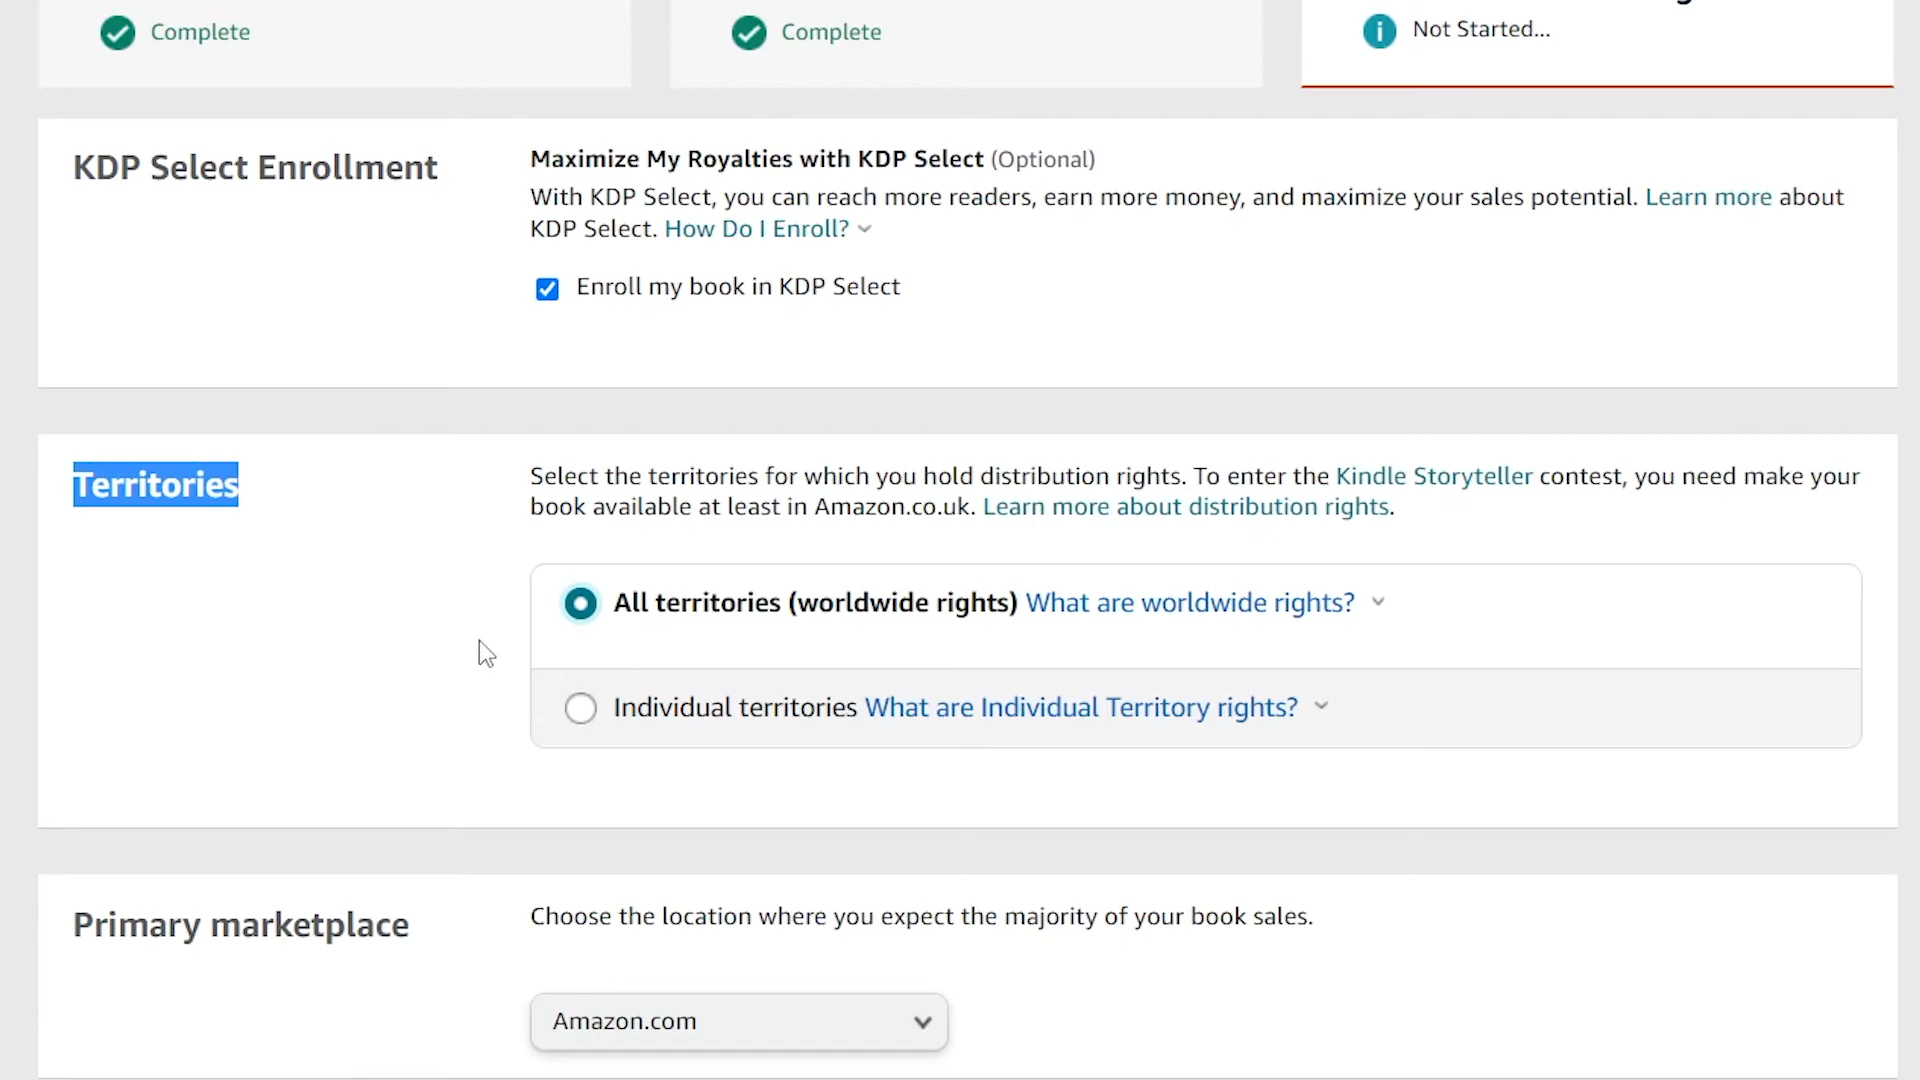 Complete
Complete
Not Started...
KDP Select Enrollment
Maximize My Royalties with KDP Select (Optional)
With KDP Select, you can reach more readers, earn more money, and maximize your sales potential. Learn more about
KDP Select. How Do I Enroll?
Enroll my book in KDP Select
Territories
Select the territories for which you hold distribution rights. To enter the Kindle Storyteller contest, you need make your
book available at least in Amazon.co.uk. Learn more about distribution rights.
All territories (worldwide rights) What are worldwide rights?
Individual territories What are Individual Territory rights?
Primary marketplace
Choose the location where you expect the majority of your book sales.
Amazon.com